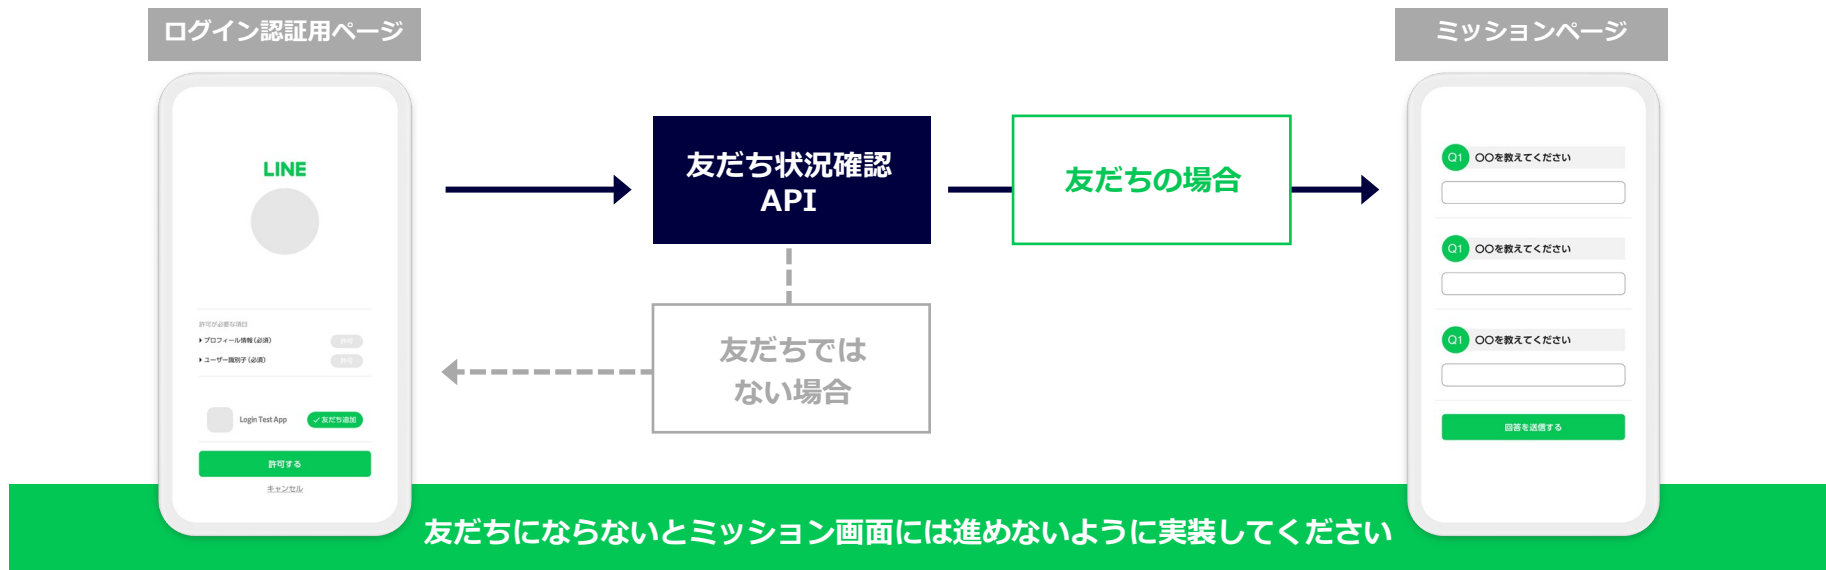 ログイン認証用ページ
LINE
許可が必要な項目
プロフィール情報(必須)
許可
ユーザー識別子(必須)
許可
Login Test App
友だち追加
許可する
キャンセル
友だち状況確認
API
友だちの場合
友だちでは
ない場合
ミッションページ
Q1 〇〇を教えてください
Q1 〇〇を教えてください
Q1 〇〇を教えてください
回答を送信する
友だちにならないとミッション画面には進めないように実装してください